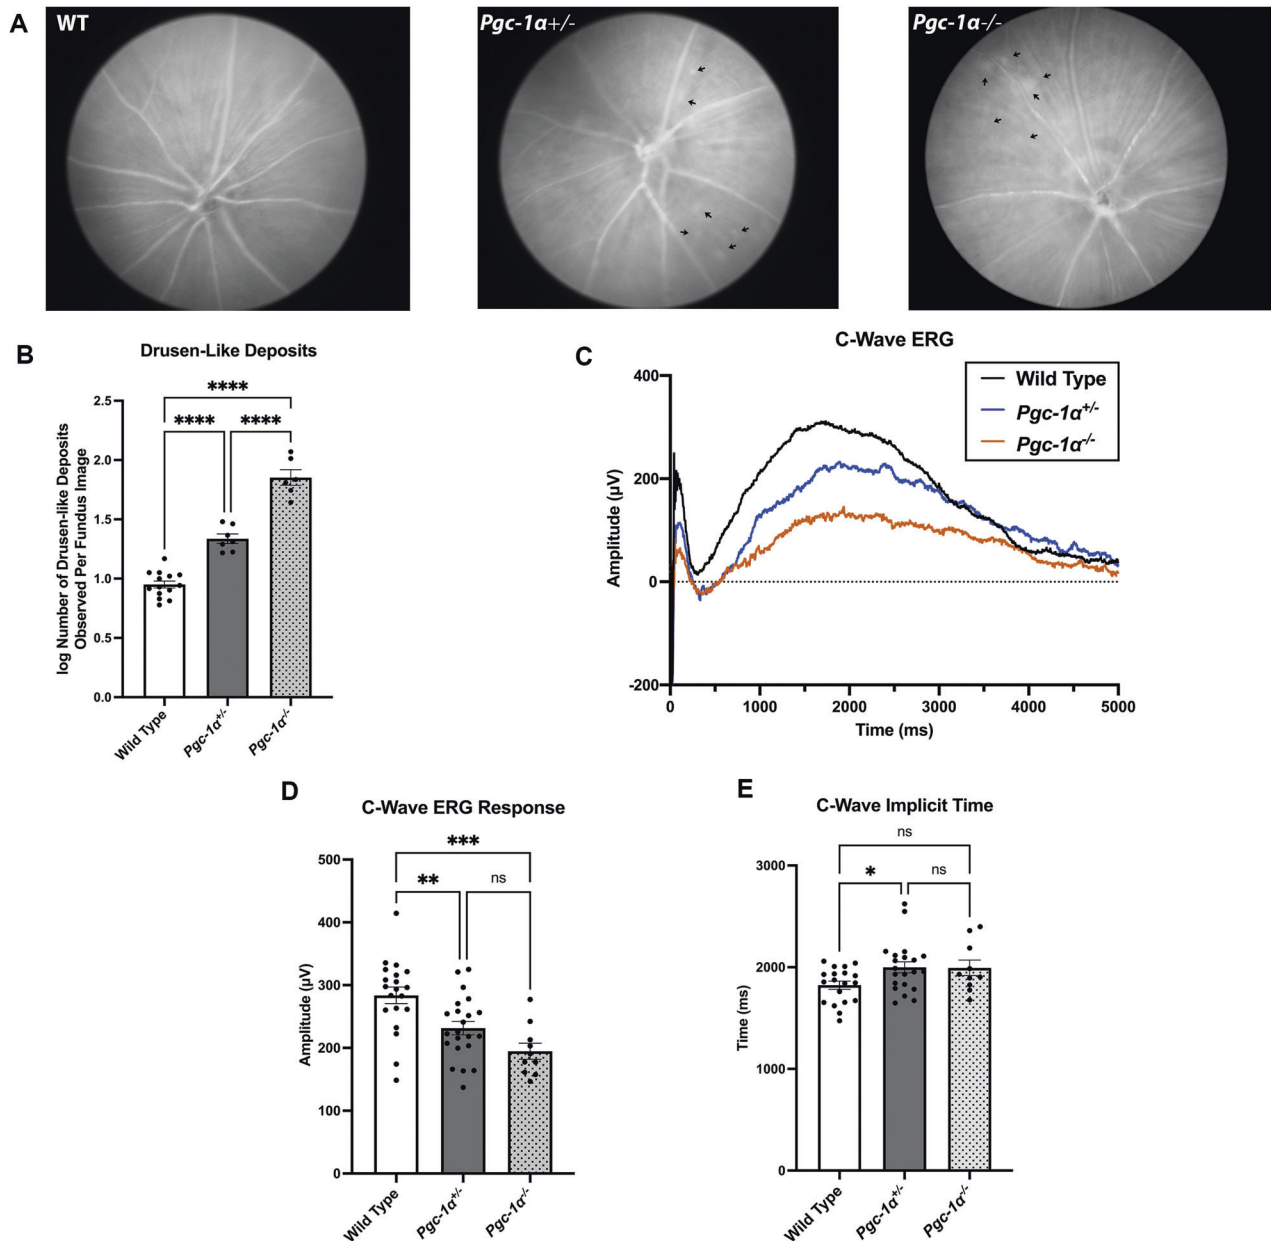 A
WT
Pgc-1α+/-
Pgc-1α-/-
B
Drusen-Like Deposits
****
**** ****
log Number of Drusen-like Deposits
Observed Per Fundus Image
2.5
2.0
1.5
1.0
0.5
0.0
Wild Type
Pgc-1α+/-
Pgc-1α-/-
C
C-Wave ERG
Wild Type
Pgc-1α+/-
Pgc-1α-/-
Amplitude (µV)
400
200
0
-200
0 1000 2000 3000 4000 5000
Time (ms)
D
C-Wave ERG Response
***
** ns
Amplitude (µV)
500
400
300
200
100
0
Wild Type
Pgc-1α+/-
Pgc-1α-/-
E
C-Wave Implicit Time
ns
* ns
Time (ms)
3000
2000
1000
0
Wild Type
Pgc-1α+/-
Pgc-1α-/-